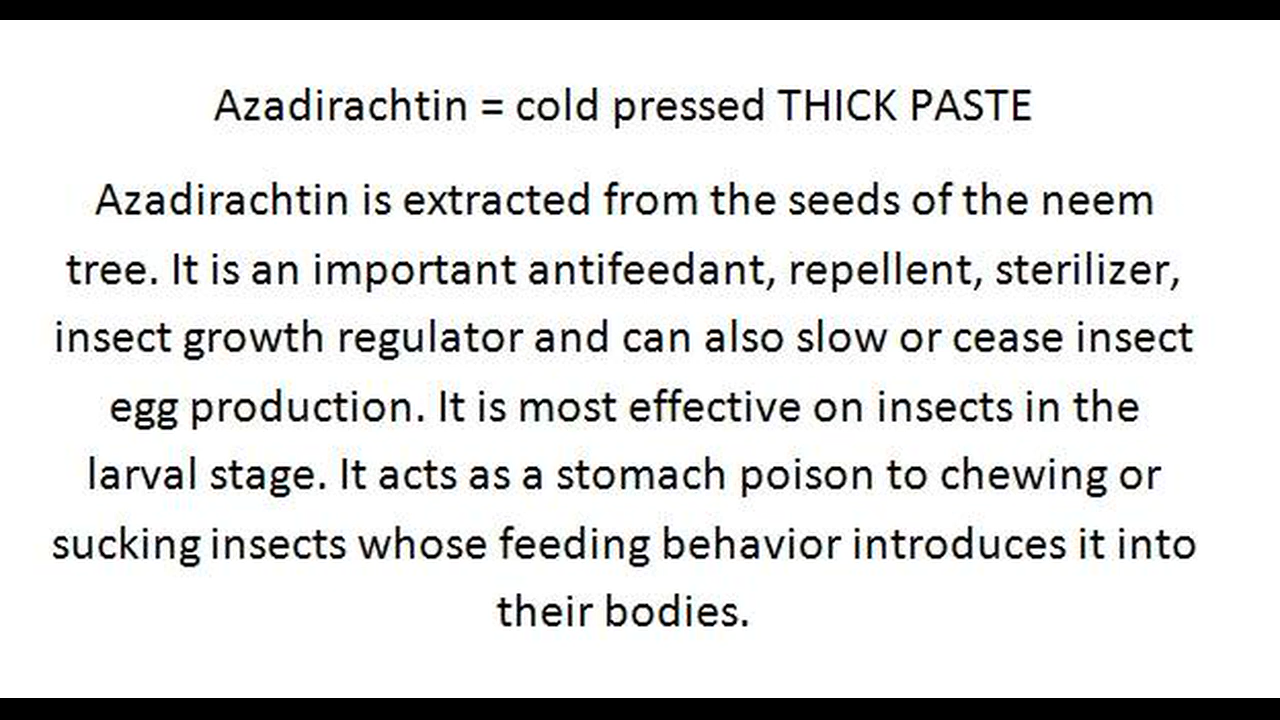 Azadirachtin = cold pressed THICK PASTE
Azadirachtin is extracted from the seeds of the neem
tree. It is an important antifeedant, repellent, sterilizer,
insect growth regulator and can also slow or cease insect
egg production. It is most effective on insects in the
larval stage. It acts as a stomach poison to chewing or
sucking insects whose feeding behavior introduces it into
their bodies.